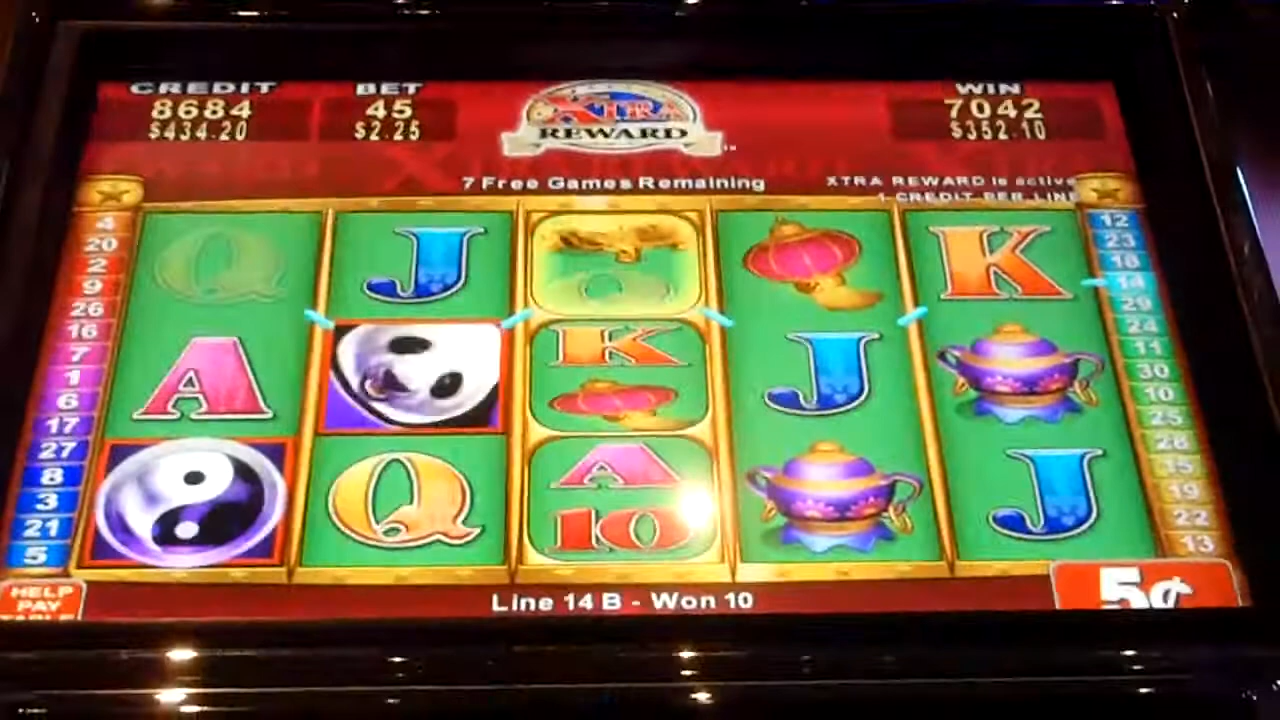 CREDIT BET WIN
8684 45 7042
$434.20 $2.25 $352.10
XTRA
REWARD
7 Free Games Remaining
XTRA REWARD is active
1 CREDIT PER LINE
4 12
20 23
2 18
9 14
26 29
16 24
7 11
1 30
6 10
17 25
27 28
8 15
3 19
21 22
5 13
Q J K
A K J
Q A J
10
HELP
PAY
TABLE
Line 14 B - Won 10
5¢